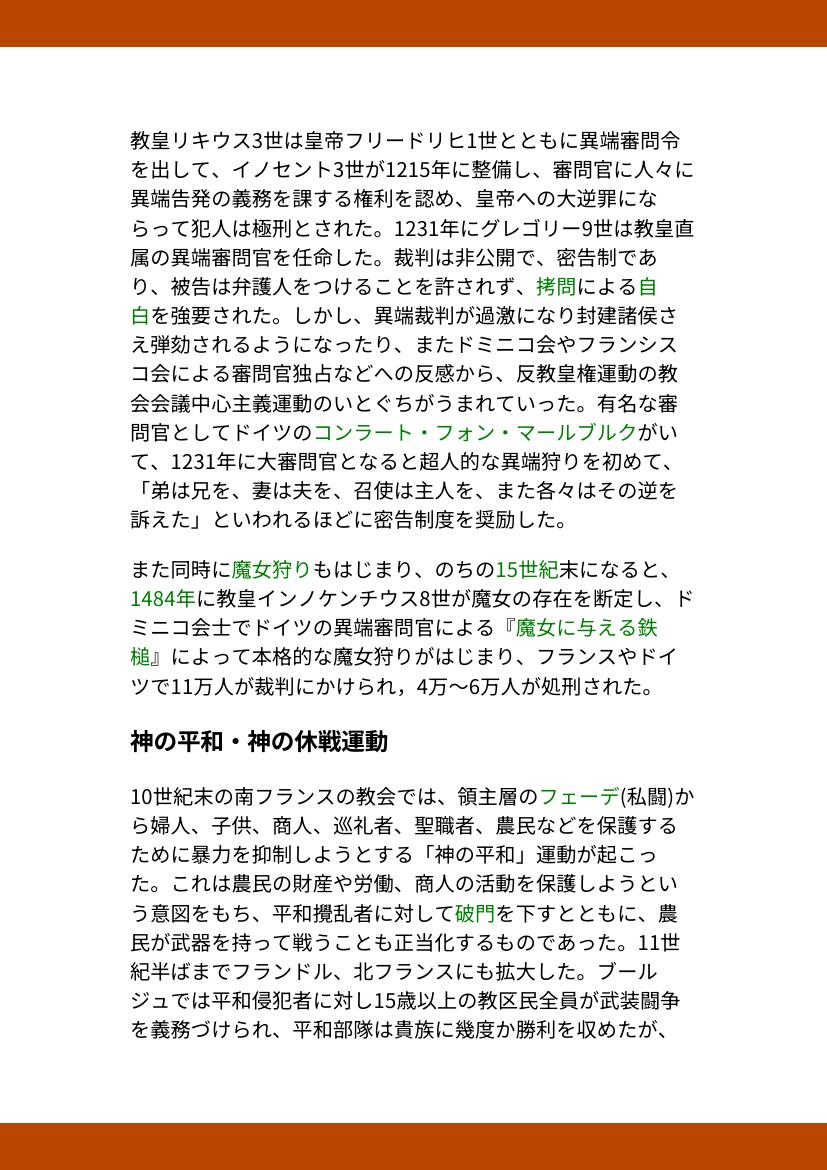 教皇リキウス3世は皇帝フリードリヒ1世とともに異端審問令
を出して、イノセント3世が1215年に整備し、審問官に人々に
異端告発の義務を課する権利を認め、皇帝への大逆罪にな
らって犯人は極刑とされた。1231年にグレゴリー9世は教皇直
属の異端審問官を任命した。裁判は非公開で、密告制であ
り、被告は弁護人をつけることを許されず、拷問による自
白を強要された。しかし、異端裁判が過激になり封建諸侯さ
え弾劾されるようになったり、またドミニコ会やフランシス
コ会による審問官独占などへの反感から、反教皇権運動の教
会会議中心主義運動のいとぐちがうまれていった。有名な審
問官としてドイツのコンラート・フォン・マールブルクがい
て、1231年に大審問官となると超人的な異端狩りを初めて、
「弟は兄を、妻は夫を、召使は主人を、また各々はその逆を
訴えた」といわれるほどに密告制度を奨励した。
また同時に魔女狩りもはじまり、のちの15世紀末になると、
1484年に教皇インノケンチウス8世が魔女の存在を断定し、ド
ミニコ会士でドイツの異端審問官による『魔女に与える鉄
槌』によって本格的な魔女狩りがはじまり、フランスやドイ
ツで11万人が裁判にかけられ，4万〜6万人が処刑された。
神の平和・神の休戦運動
10世紀末の南フランスの教会では、領主層のフェーデ(私闘)か
ら婦人、子供、商人、巡礼者、聖職者、農民などを保護する
ために暴力を抑制しようとする「神の平和」運動が起こっ
た。これは農民の財産や労働、商人の活動を保護しようとい
う意図をもち、平和攪乱者に対して破門を下すとともに、農
民が武器を持って戦うことも正当化するものであった。11世
紀半ばまでフランドル、北フランスにも拡大した。ブール
ジュでは平和侵犯者に対し15歳以上の教区民全員が武装闘争
を義務づけられ、平和部隊は貴族に幾度か勝利を収めたが、